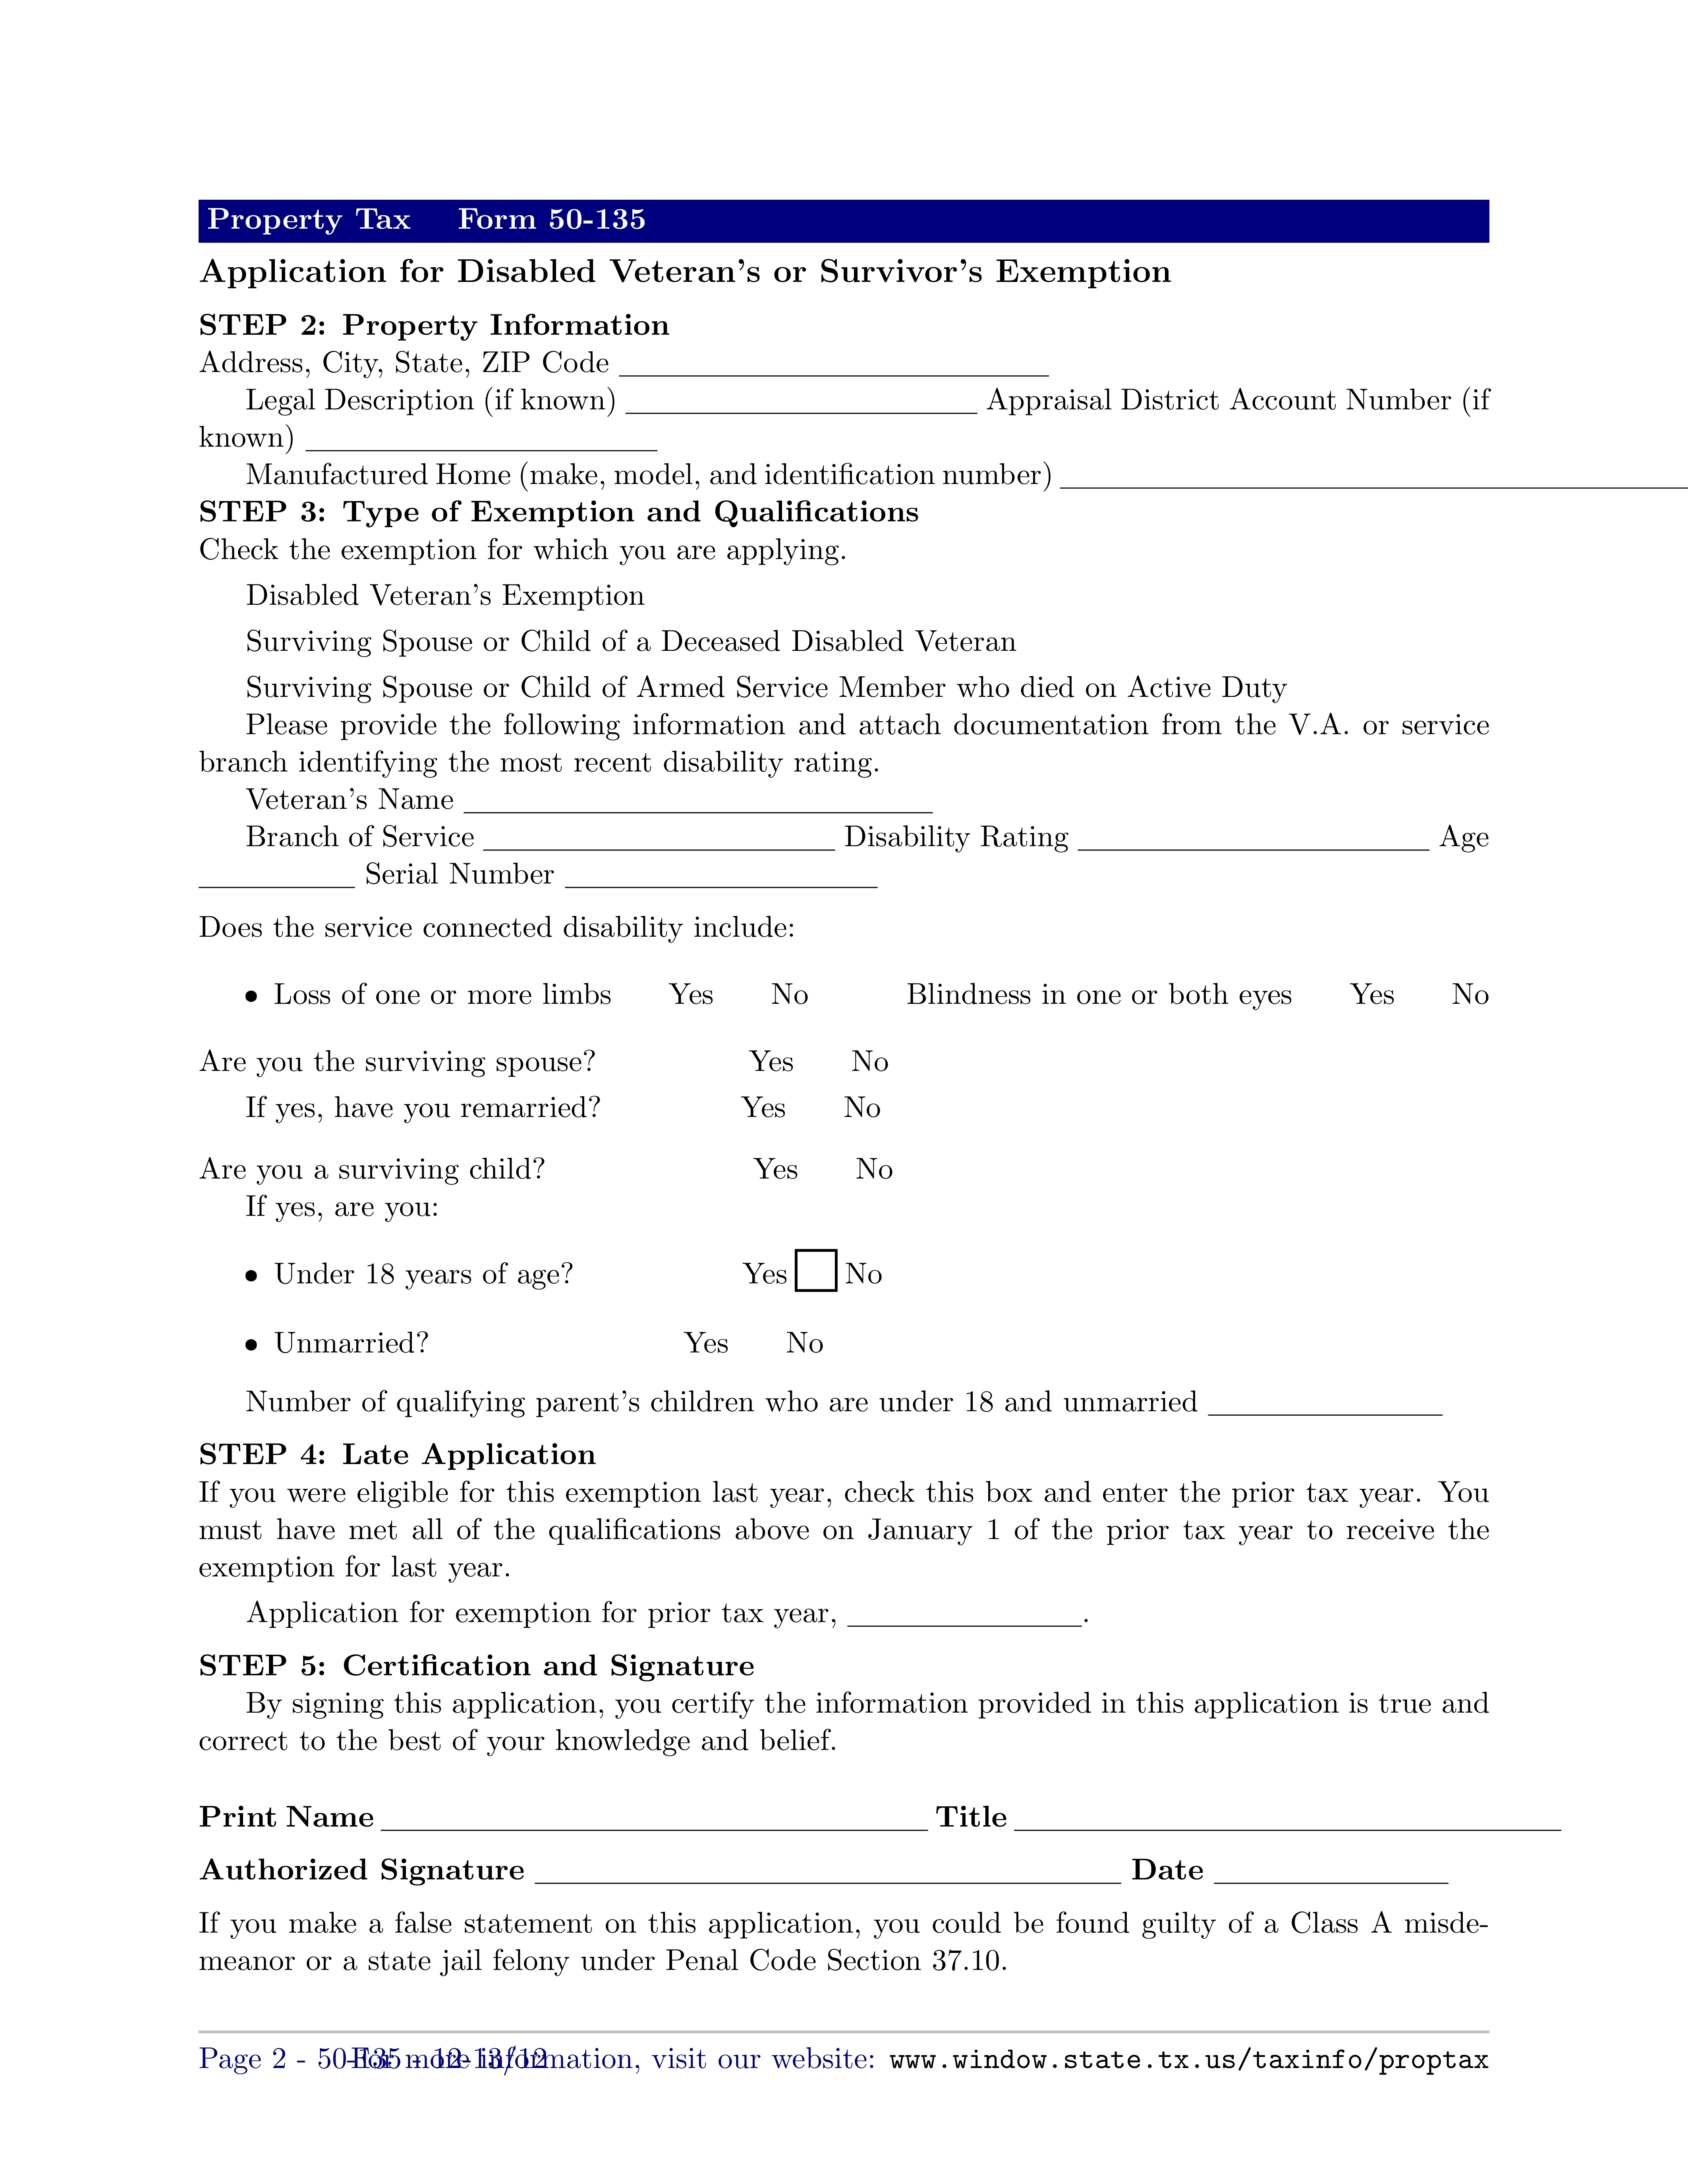 Property Tax Form 50-135
Application for Disabled Veteran's or Survivor's Exemption
STEP 2: Property Information
Address, City, State, ZIP Code
Legal Description (if known) Appraisal District Account Number (if
known)
Manufactured Home (make, model, and identification number)
STEP 3: Type of Exemption and Qualifications
Check the exemption for which you are applying.
Disabled Veteran's Exemption
Surviving Spouse or Child of a Deceased Disabled Veteran
Surviving Spouse or Child of Armed Service Member who died on Active Duty
Please provide the following information and attach documentation from the V.A. or service
branch identifying the most recent disability rating.
Veteran's Name
Branch of Service Disability Rating Age
Serial Number
Does the service connected disability include:
• Loss of one or more limbs Yes No Blindness in one or both eyes Yes No
Are you the surviving spouse? Yes No
If yes, have you remarried? Yes No
Are you a surviving child? Yes No
If yes, are you:
• Under 18 years of age? Yes No
• Unmarried? Yes No
Number of qualifying parent's children who are under 18 and unmarried
STEP 4: Late Application
If you were eligible for this exemption last year, check this box and enter the prior tax year. You
must have met all of the qualifications above on January 1 of the prior tax year to receive the
exemption for last year.
Application for exemption for prior tax year, .
STEP 5: Certification and Signature
By signing this application, you certify the information provided in this application is true and
correct to the best of your knowledge and belief.
Print Name Title
Authorized Signature Date
If you make a false statement on this application, you could be found guilty of a Class A misde-
meanor or a state jail felony under Penal Code Section 37.10.
Page 2 - 50-135 - 12-13/12 For more information, visit our website: www.window.state.tx.us/taxinfo/proptax